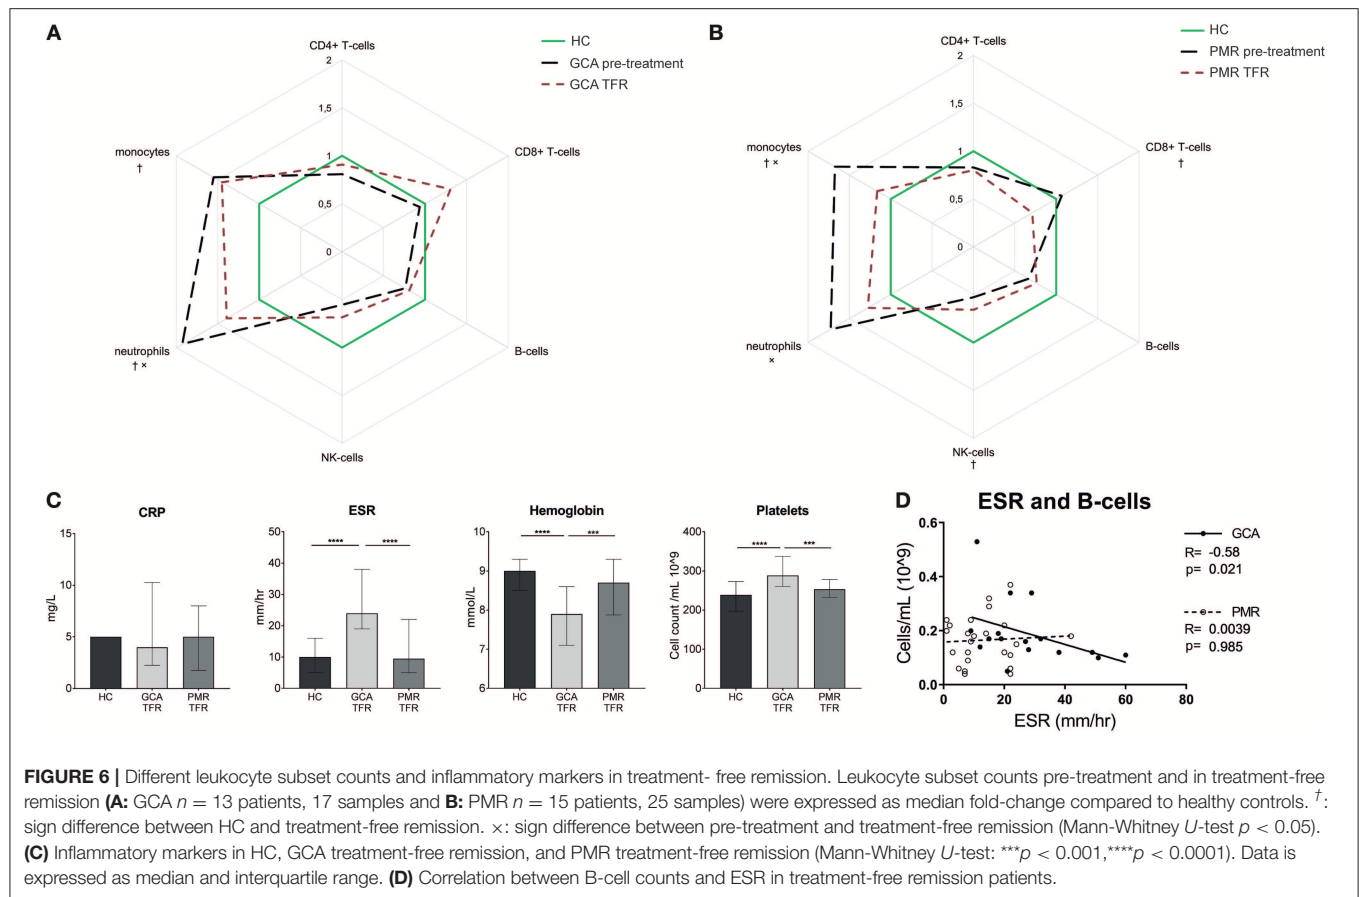 A
HC
GCA pre-treatment
GCA TFR
CD4+ T-cells
2
1,5
1
0,5
0
monocytes
†
CD8+ T-cells
neutrophils
† ×
B-cells
NK-cells
B
HC
PMR pre-treatment
PMR TFR
CD4+ T-cells
2
1,5
1
0,5
0
monocytes
† ×
CD8+ T-cells
†
neutrophils
×
B-cells
NK-cells
†
C
CRP
mg/L
15
10
5
0
HC
GCA
TFR
PMR
TFR
ESR
mm/hr
50
40
30
20
10
0
****
****
HC
GCA
TFR
PMR
TFR
Hemoglobin
mmol/L
10
9
8
7
6
****
***
HC
GCA
TFR
PMR
TFR
Platelets
Cell count /mL 10^9
400
300
200
100
0
****
***
HC
GCA
TFR
PMR
TFR
D
ESR and B-cells
Cells/mL (10^9)
0.6
0.4
0.2
0.0
0
20
40
60
80
ESR (mm/hr)
GCA
R= -0.58
p= 0.021
PMR
R= 0.0039
p= 0.985
FIGURE 6 | Different leukocyte subset counts and inflammatory markers in treatment- free remission. Leukocyte subset counts pre-treatment and in treatment-free
remission (A: GCA n = 13 patients, 17 samples and B: PMR n = 15 patients, 25 samples) were expressed as median fold-change compared to healthy controls. †:
sign difference between HC and treatment-free remission. ×: sign difference between pre-treatment and treatment-free remission (Mann-Whitney U-test p < 0.05).
(C) Inflammatory markers in HC, GCA treatment-free remission, and PMR treatment-free remission (Mann-Whitney U-test: ***p < 0.001,****p < 0.0001). Data is
expressed as median and interquartile range. (D) Correlation between B-cell counts and ESR in treatment-free remission patients.